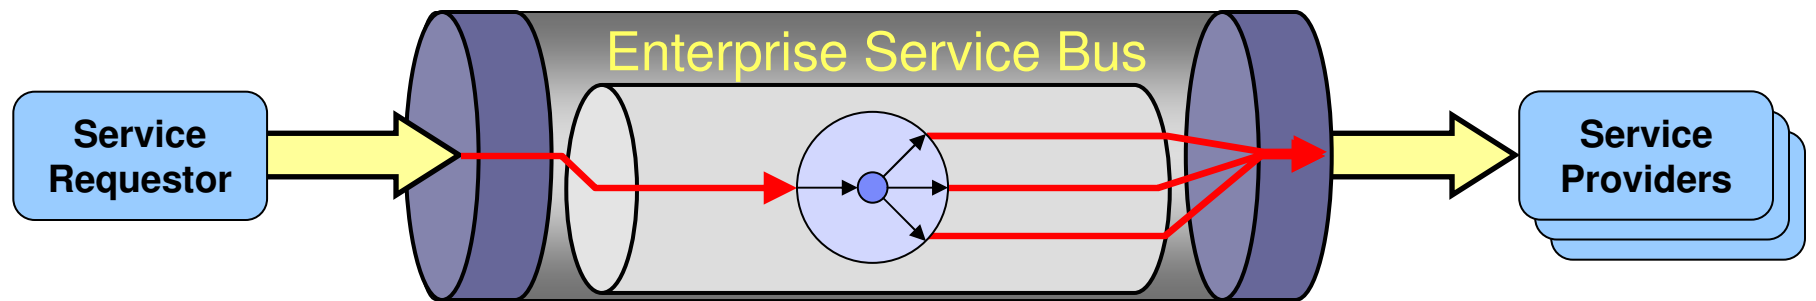 Enterprise Service Bus
Service
Requestor
Service
Providers